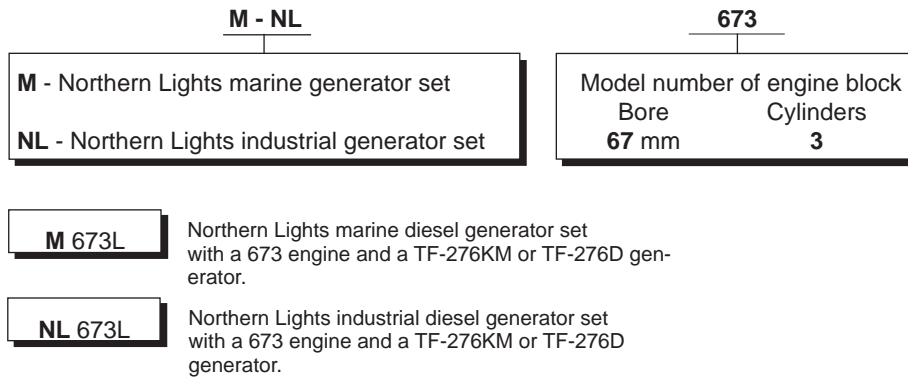 M - NL
673
M - Northern Lights marine generator set
NL - Northern Lights industrial generator set
Model number of engine block
Bore Cylinders
67 mm 3
M 673L
Northern Lights marine diesel generator set
with a 673 engine and a TF-276KM or TF-276D gen-
erator.
NL 673L
Northern Lights industrial diesel generator set
with a 673 engine and a TF-276KM or TF-276D
generator.